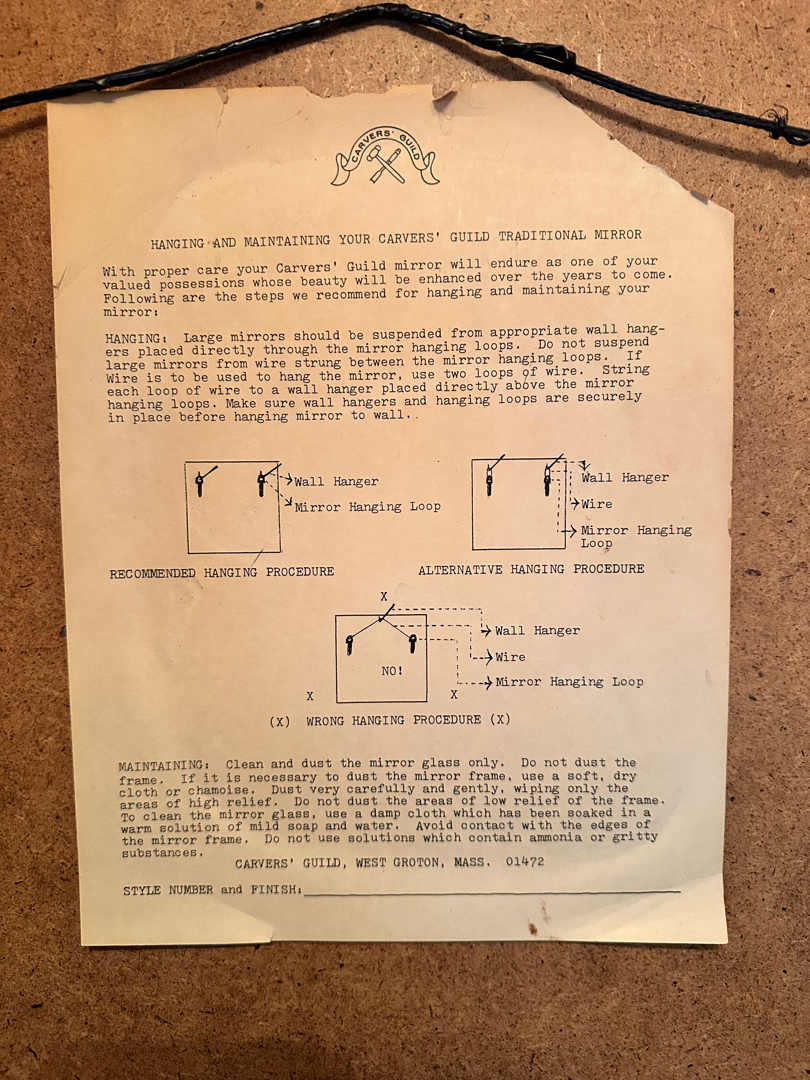 CARVERS' GUILD
HANGING AND MAINTAINING YOUR CARVERS' GUILD TRADITIONAL MIRROR
With proper care your Carvers' Guild mirror will endure as one of your
valued possessions whose beauty will be enhanced over the years to come.
Following are the steps we recommend for hanging and maintaining your
mirror:
HANGING: Large mirrors should be suspended from appropriate wall hang-
ers placed directly through the mirror hanging loops. Do not suspend
large mirrors from wire strung between the mirror hanging loops. If
Wire is to be used to hang the mirror, use two loops of wire. String
each loop of wire to a wall hanger placed directly above the mirror
hanging loops. Make sure wall hangers and hanging loops are securely
in place before hanging mirror to wall..
Wall Hanger
Mirror Hanging Loop
RECOMMENDED HANGING PROCEDURE
Wall Hanger
Wire
Mirror Hanging
Loop
ALTERNATIVE HANGING PROCEDURE
X
Wall Hanger
Wire
NO!
Mirror Hanging Loop
X X
(X) WRONG HANGING PROCEDURE (X)
MAINTAINING: Clean and dust the mirror glass only. Do not dust the
frame. If it is necessary to dust the mirror frame, use a soft, dry
cloth or chamoise. Dust very carefully and gently, wiping only the
areas of high relief. Do not dust the areas of low relief of the frame.
To clean the mirror glass, use a damp cloth which has been soaked in a
warm solution of mild soap and water. Avoid contact with the edges of
the mirror frame. Do not use solutions which contain ammonia or gritty
substances.
CARVERS' GUILD, WEST GROTON, MASS. 01472
STYLE NUMBER and FINISH: